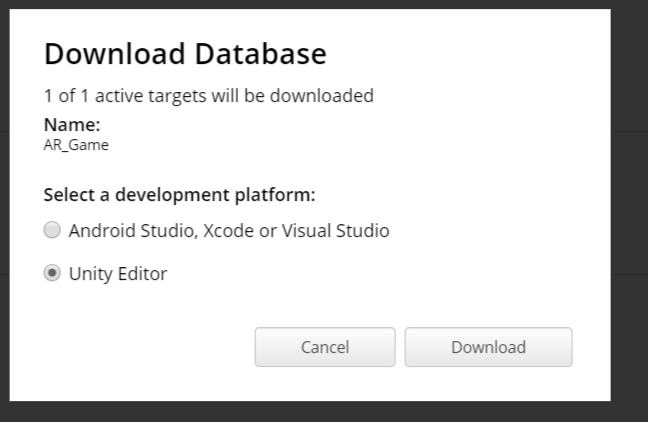 Download Database
1 of 1 active targets will be downloaded
Name:
AR_Game
Select a development platform:
Android Studio, Xcode or Visual Studio
Unity Editor
Cancel
Download